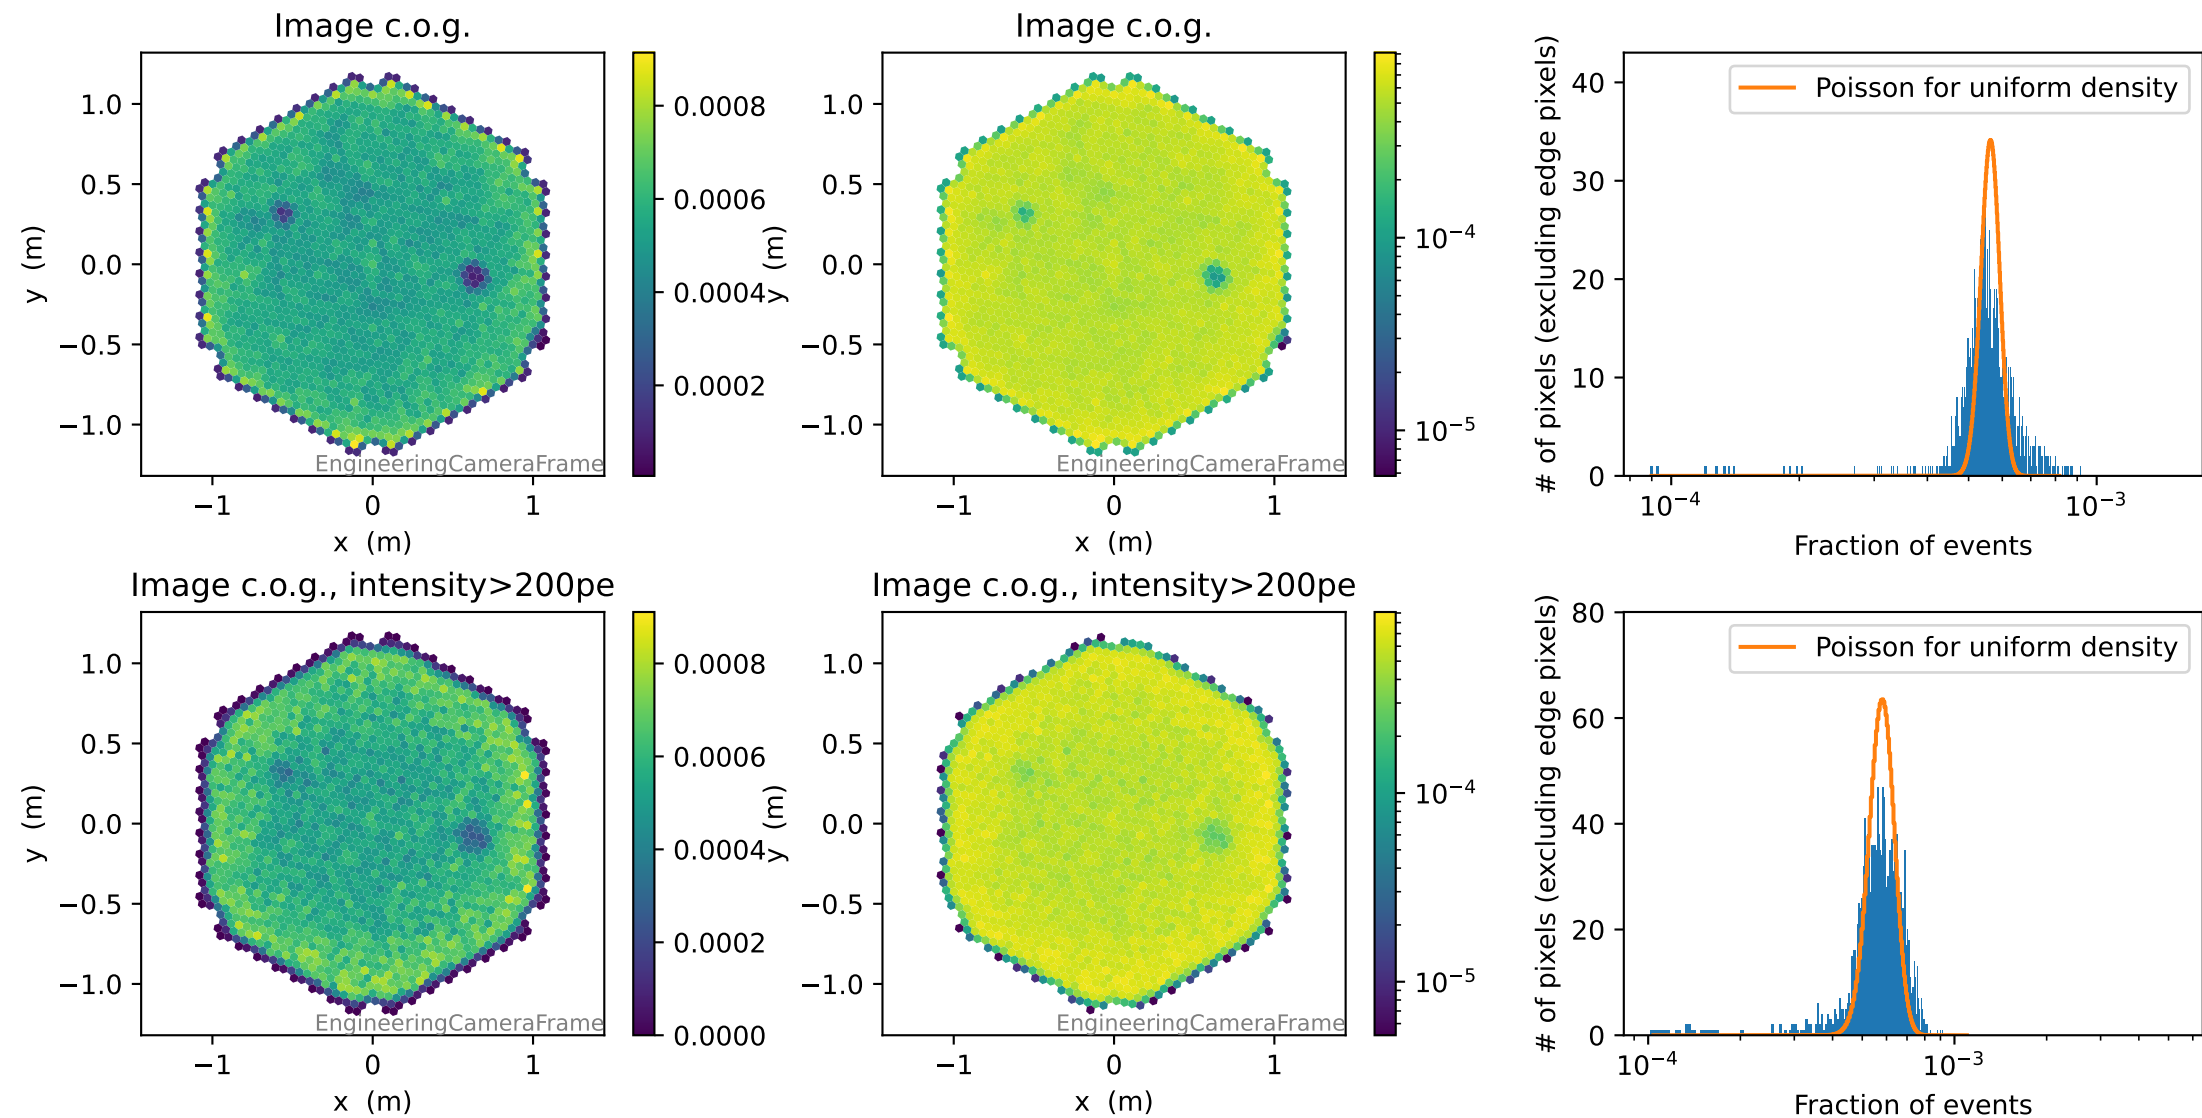 Image c.o.g.
y (m)
1.0
0.5
0.0
−0.5
−1.0
EngineeringCameraFrame
−1 0 1
x (m)
0.0008
0.0006
0.0004
0.0002
Image c.o.g.
y (m)
1.0
0.5
0.0
−0.5
−1.0
EngineeringCameraFrame
−1 0 1
x (m)
10⁻⁴
10⁻⁵
# of pixels (excluding edge pixels)
40
30
20
10
0
Poisson for uniform density
10⁻⁴ 10⁻³
Fraction of events
Image c.o.g., intensity>200pe
y (m)
1.0
0.5
0.0
−0.5
−1.0
EngineeringCameraFrame
−1 0 1
x (m)
0.0008
0.0006
0.0004
0.0002
0.0000
Image c.o.g., intensity>200pe
y (m)
1.0
0.5
0.0
−0.5
−1.0
EngineeringCameraFrame
−1 0 1
x (m)
10⁻⁴
10⁻⁵
# of pixels (excluding edge pixels)
80
60
40
20
0
Poisson for uniform density
10⁻⁴ 10⁻³
Fraction of events